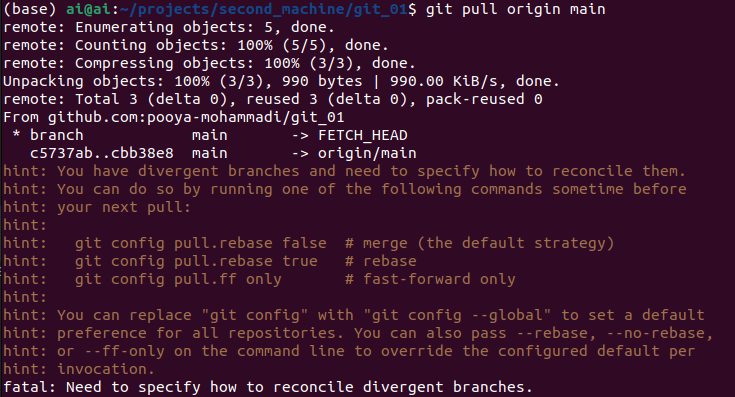 (base) ai@ai:~/projects/second_machine/git_01$ git pull origin main
remote: Enumerating objects: 5, done.
remote: Counting objects: 100% (5/5), done.
remote: Compressing objects: 100% (3/3), done.
Unpacking objects: 100% (3/3), 990 bytes | 990.00 KiB/s, done.
remote: Total 3 (delta 0), reused 3 (delta 0), pack-reused 0
From github.com:pooya-mohammadi/git_01
 * branch            main       -> FETCH_HEAD
   c5737ab..cbb38e8  main       -> origin/main
hint: You have divergent branches and need to specify how to reconcile them.
hint: You can do so by running one of the following commands sometime before
hint: your next pull:
hint:
hint:   git config pull.rebase false  # merge (the default strategy)
hint:   git config pull.rebase true   # rebase
hint:   git config pull.ff only       # fast-forward only
hint:
hint: You can replace "git config" with "git config --global" to set a default
hint: preference for all repositories. You can also pass --rebase, --no-rebase,
hint: or --ff-only on the command line to override the configured default per
hint: invocation.
fatal: Need to specify how to reconcile divergent branches.